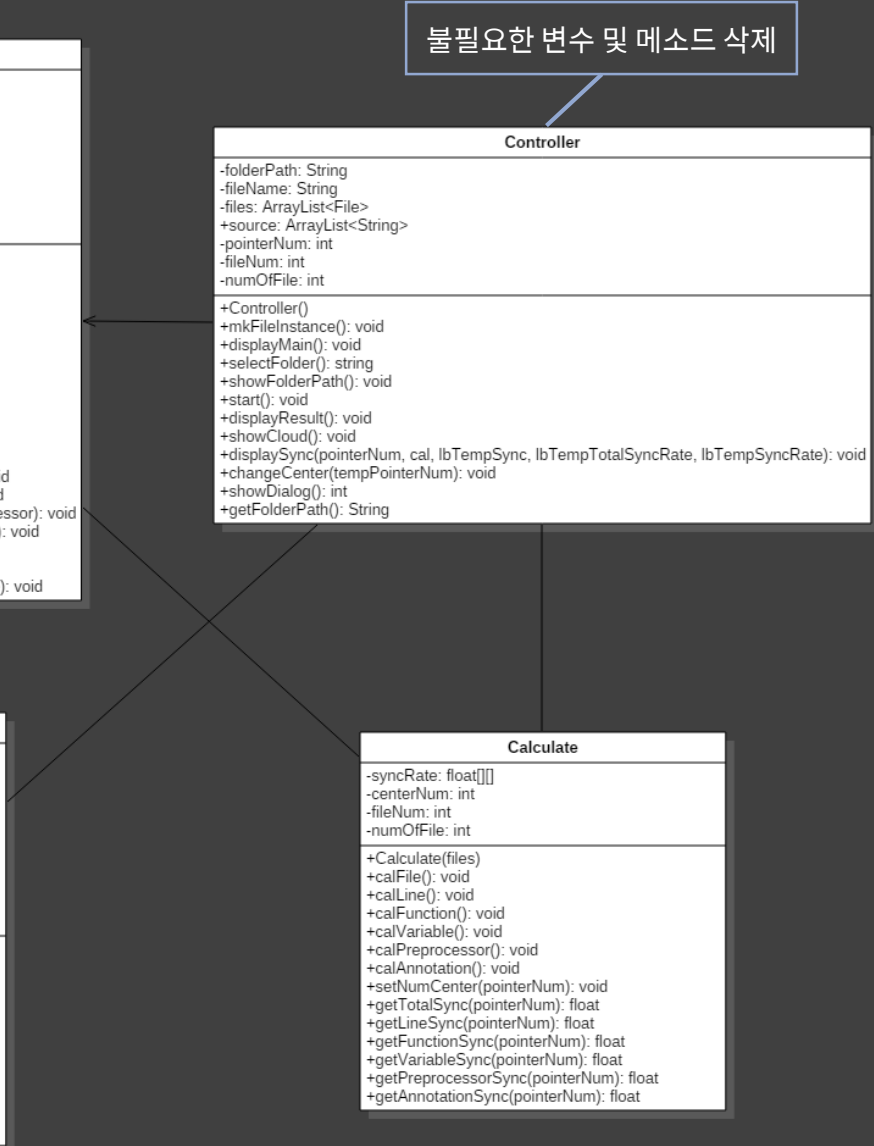 불필요한 변수 및 메소드 삭제
Controller
-folderPath: String
-fileName: String
-files: ArrayList<File>
+source: ArrayList<String>
-pointerNum: int
-fileNum: int
-numOfFile: int
+Controller()
+mkFileInstance(): void
+displayMain(): void
+selectFolder(): string
+showFolderPath(): void
+start(): void
+displayResult(): void
+showCloud(): void
+displaySync(pointerNum, cal, lbTempSync, lbTempTotalSyncRate, lbTempSyncRate): void
+changeCenter(tempPointerNum): void
+showDialog(): int
+getFolderPath(): String
id
d
essor): void
): void
): void
Calculate
-syncRate: float[][]
-centerNum: int
-fileNum: int
-numOfFile: int
+Calculate(files)
+calFile(): void
+calLine(): void
+calFunction(): void
+calVariable(): void
+calPreprocessor(): void
+calAnnotation(): void
+setNumCenter(pointerNum): void
+getTotalSync(pointerNum): float
+getLineSync(pointerNum): float
+getFunctionSync(pointerNum): float
+getVariableSync(pointerNum): float
+getPreprocessorSync(pointerNum): float
+getAnnotationSync(pointerNum): float